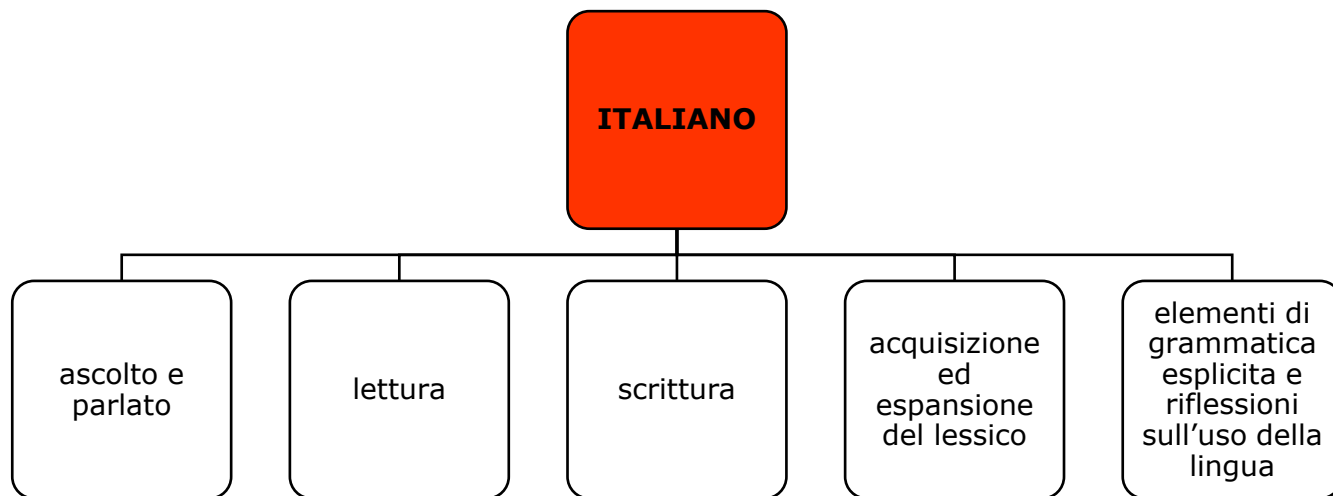 ITALIANO
ascolto e
parlato
lettura
scrittura
acquisizione
ed
espansione
del lessico
elementi di
grammatica
esplicita e
riflessioni
sull’uso della
lingua